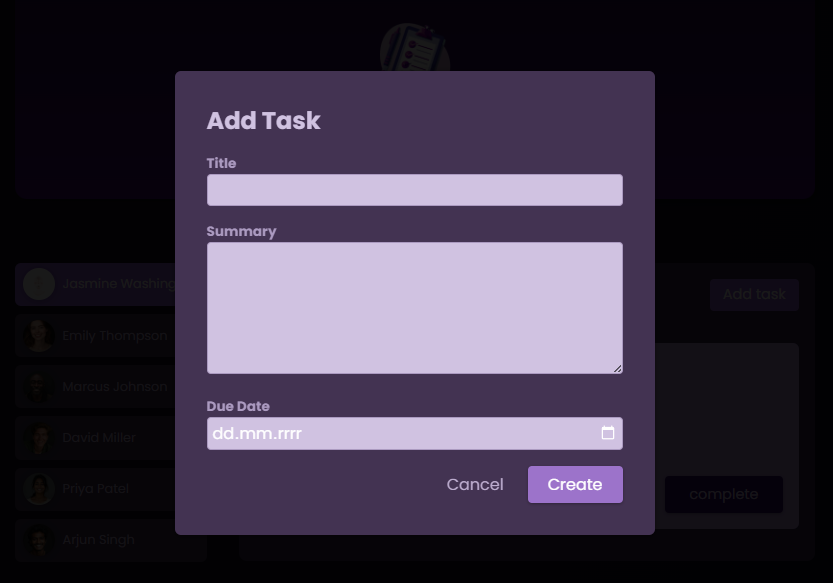 Add Task
Title
Summary
Due Date
dd.mm.rrrr
Cancel
Create
Jasmine Washing
Emily Thompson
Marcus Johnson
David Miller
Priya Patel
Arjun Singh
Add task
complete